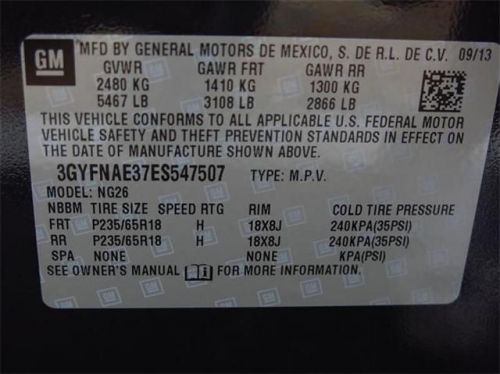 GM
MFD BY GENERAL MOTORS DE MEXICO, S. DE R.L. DE C.V. 09/13
GVWR GAWR FRT GAWR RR
2480 KG 1410 KG 1300 KG
5467 LB 3108 LB 2866 LB
THIS VEHICLE CONFORMS TO ALL APPLICABLE U.S. FEDERAL MOTOR
VEHICLE SAFETY AND THEFT PREVENTION STANDARDS IN EFFECT ON
THE DATE OF MANUFACTURE SHOWN ABOVE.
3GYFNAE37ES547507 TYPE: M.P.V.
MODEL: NG26
NBBM TIRE SIZE SPEED RTG RIM COLD TIRE PRESSURE
FRT P235/65R18 H 18X8J 240KPA(35PSI)
RR P235/65R18 H 18X8J 240KPA(35PSI)
SPA NONE NONE KPA(PSI)
SEE OWNER'S MANUAL FOR MORE INFORMATION.